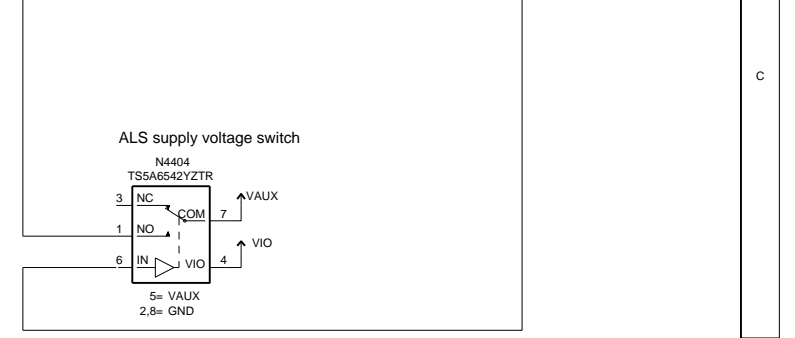 C
ALS supply voltage switch
N4404
TS5A6542YZTR
3 NC
COM 7 VAUX
1 NO
VIO
6 IN VIO 4
5= VAUX
2,8= GND